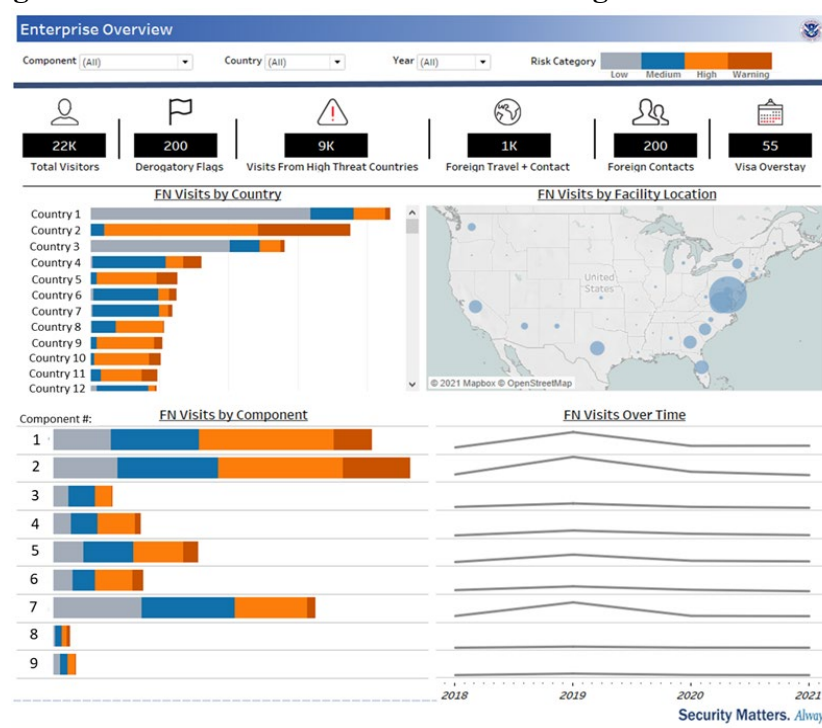 Enterprise Overview
Component (All) Country (All) Year (All) Risk Category
Low Medium High Warning
22K 200 9K 1K 200 55
Total Visitors Derogatory Flags Visits From High Threat Countries Foreign Travel + Contact Foreign Contacts Visa Overstay
FN Visits by Country
Country 1
Country 2
Country 3
Country 4
Country 5
Country 6
Country 7
Country 8
Country 9
Country 10
Country 11
Country 12
FN Visits by Facility Location
United
States
© 2021 Mapbox © OpenStreetMap
Component #: FN Visits by Component
1
2
3
4
5
6
7
8
9
FN Visits Over Time
2018 2019 2020 2021
Security Matters.